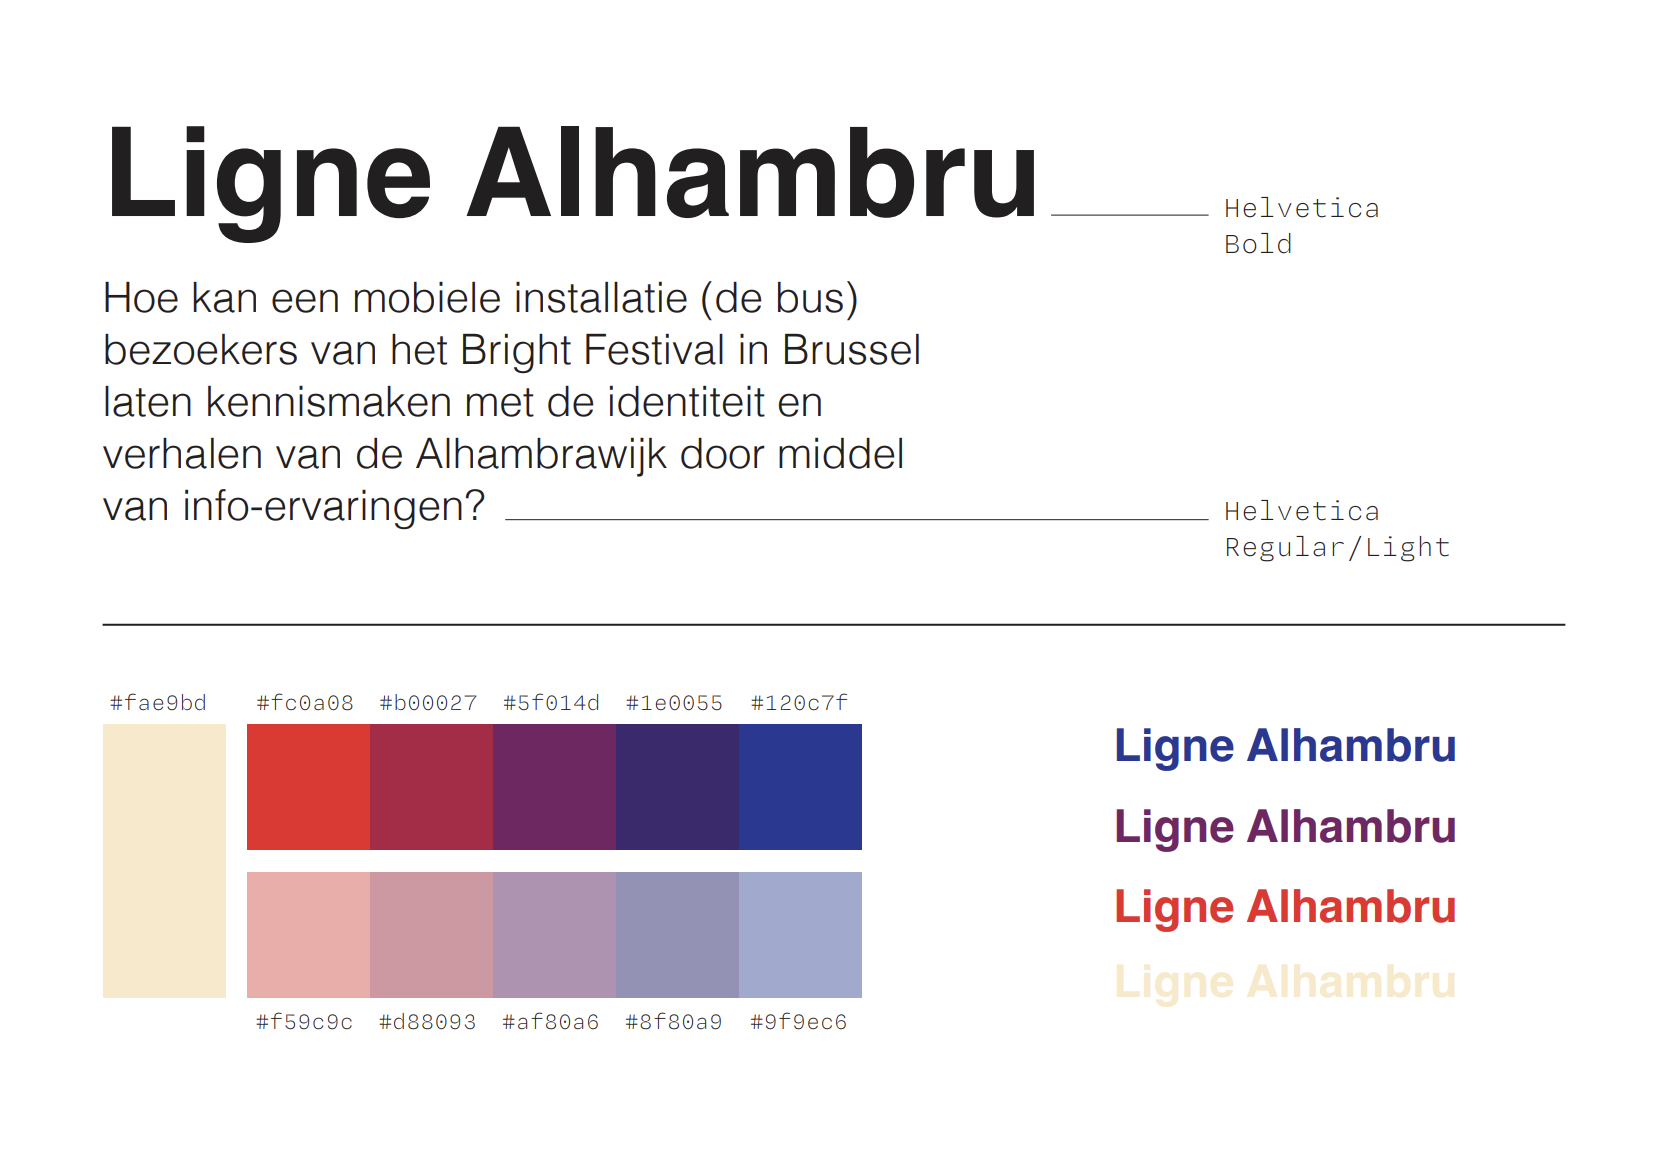 Ligne Alhambru
Helvetica
Bold
Hoe kan een mobiele installatie (de bus)
bezoekers van het Bright Festival in Brussel
laten kennismaken met de identiteit en
verhalen van de Alhambrawijk door middel
van info-ervaringen?
Helvetica
Regular/Light
#fae9bd #fc0a08 #b00027 #5f014d #1e0055 #120c7f
#f59c9c #d88093 #af80a6 #8f80a9 #9f9ec6
Ligne Alhambru
Ligne Alhambru
Ligne Alhambru
Ligne Alhambru